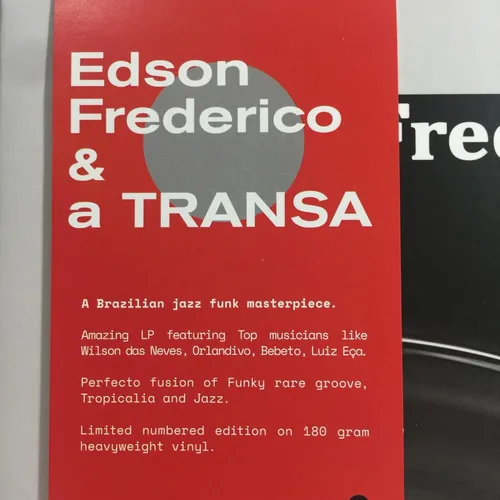 Edson
Frederico
&
a TRANSA
A Brazilian jazz funk masterpiece.
Amazing LP featuring Top musicians like
Wilson das Neves, Orlandivo, Bebeto, Luiz Eça.
Perfecto fusion of Funky rare groove,
Tropicalia and Jazz.
Limited numbered edition on 180 gram
heavyweight vinyl.
Fre